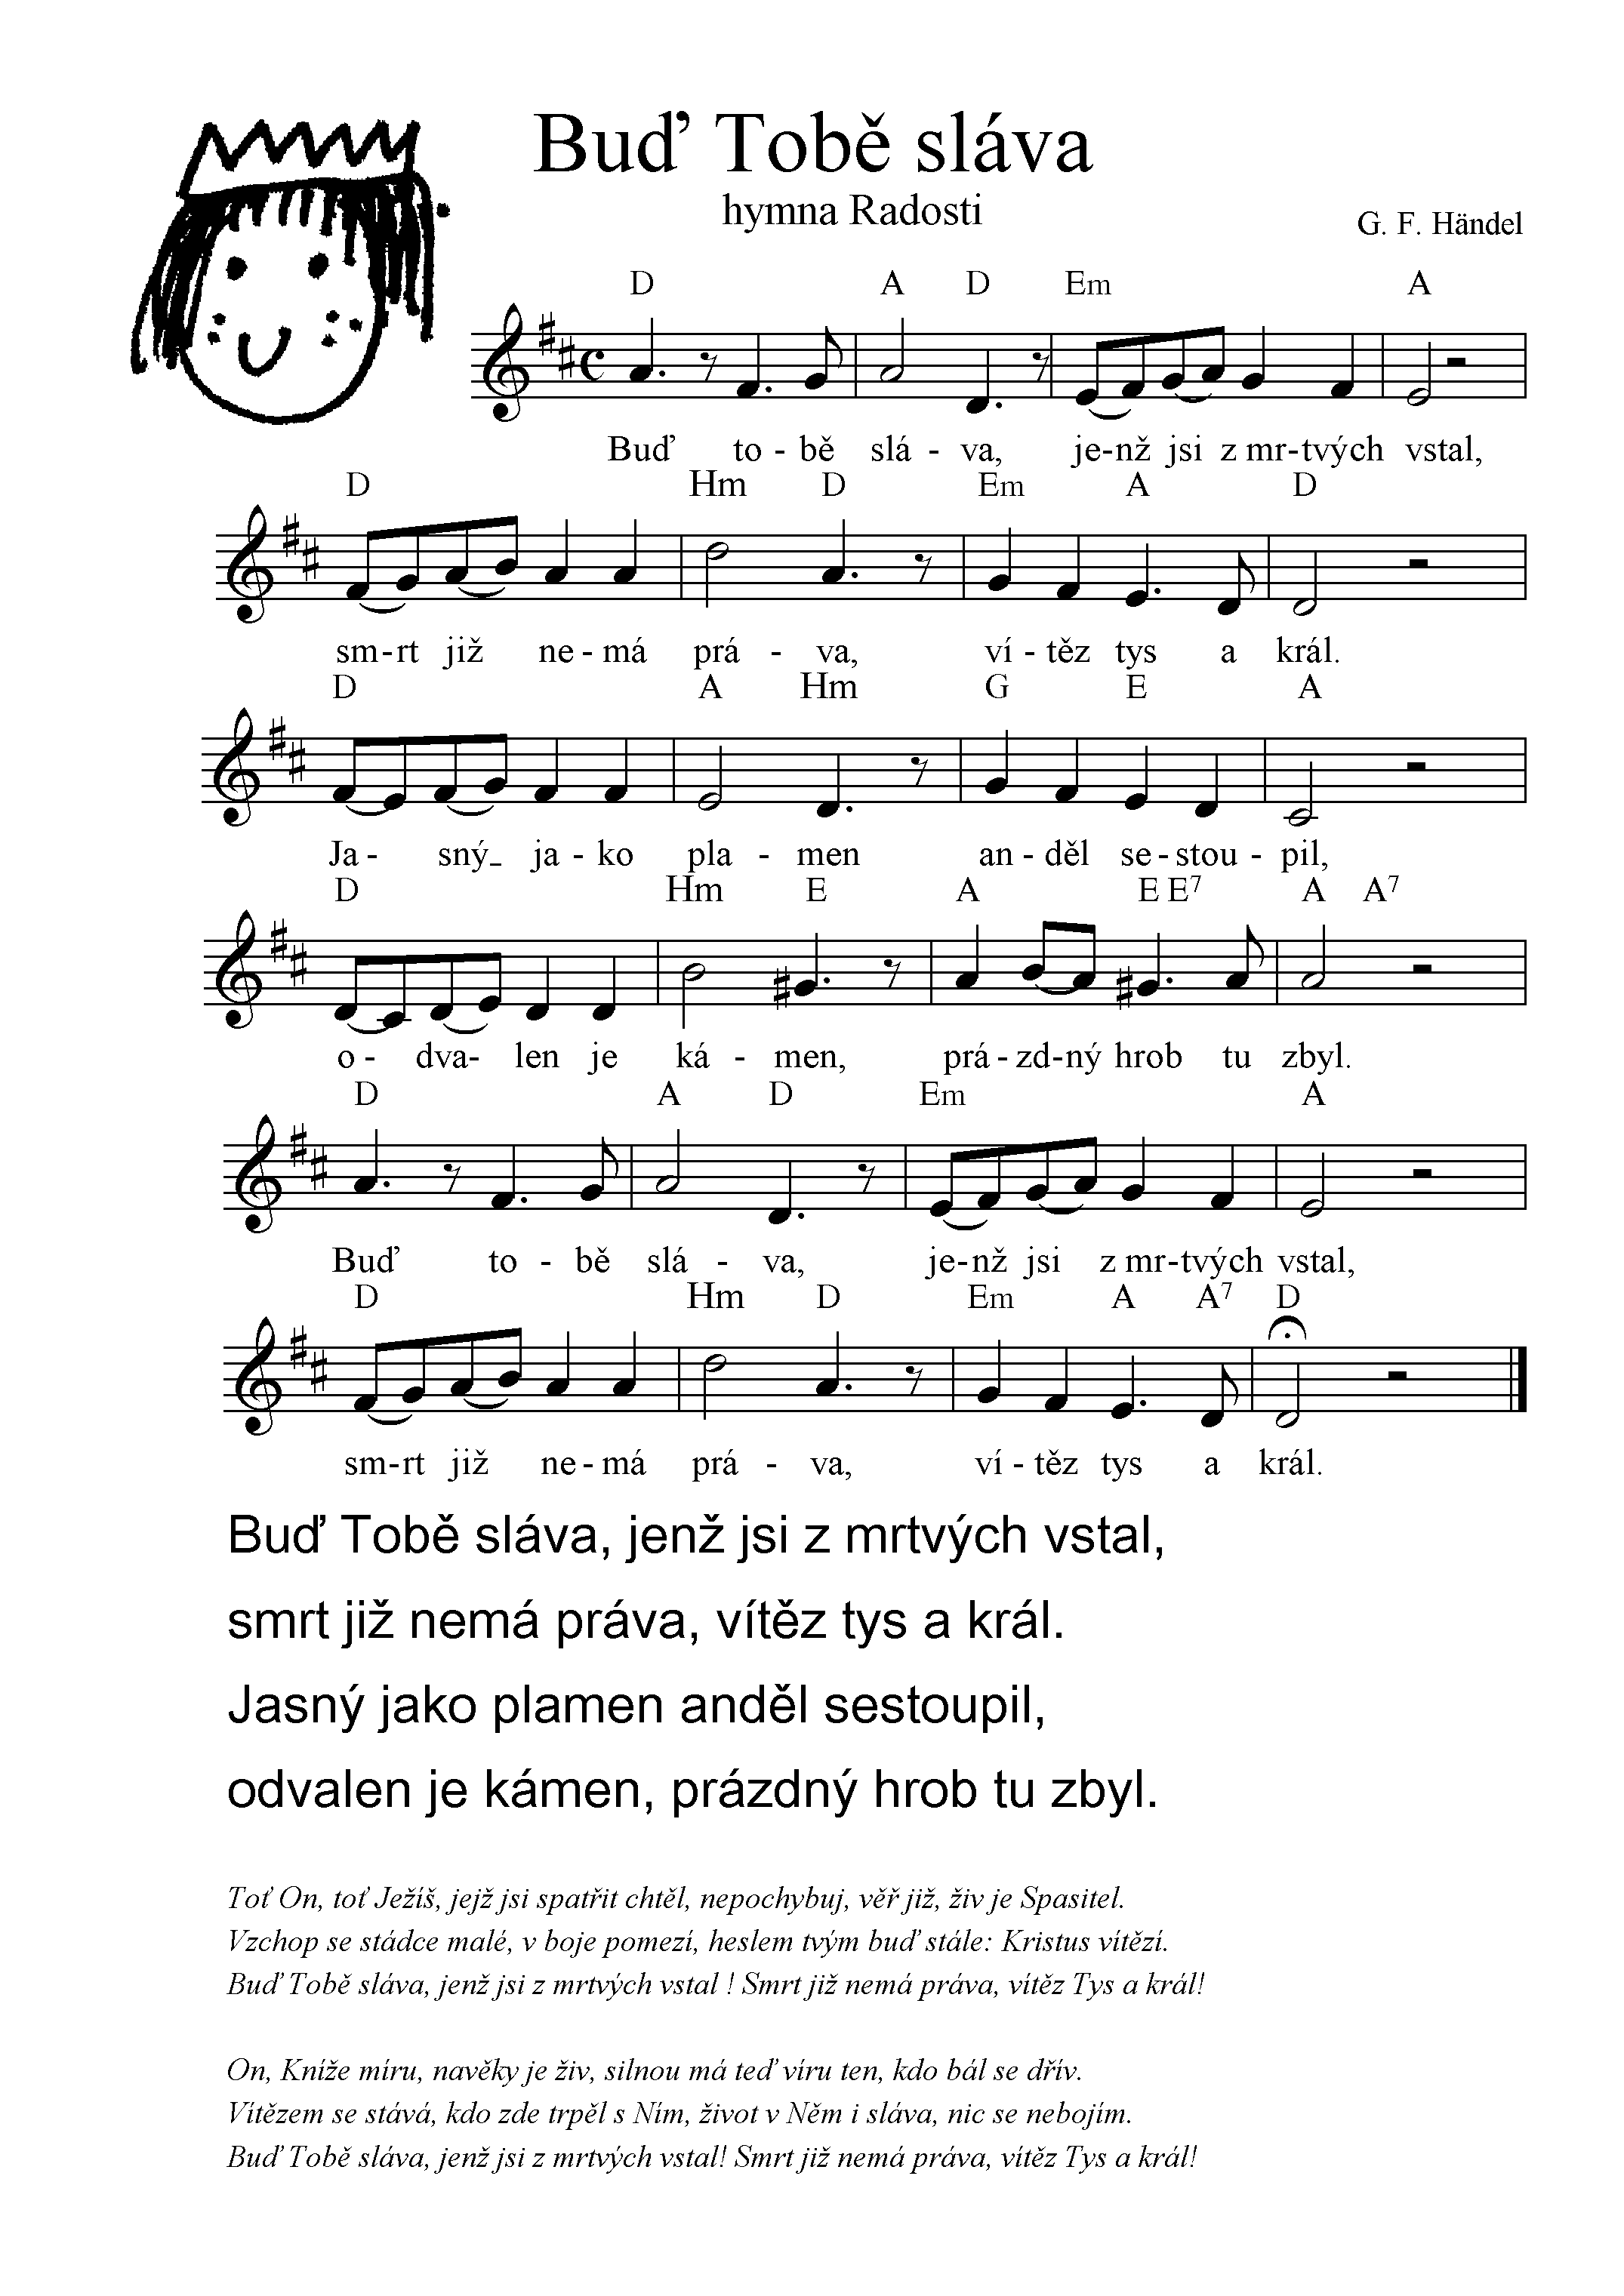 Buď Tobě sláva
hymna Radosti
G. F. Händel
D A D Em A
Buď to - bě slá - va, je-nž jsi z mr-tvých vstal,
D Hm D Em A D
sm-rt již ne - má prá - va, ví - těz tys a král.
D A Hm G E A
Ja - sný_ ja - ko pla - men an - děl se - stou - pil,
D Hm E A E E7 A A7
o - dva- len je ká - men, prá - zd-ný hrob tu zbyl.
D A D Em A
Buď to - bě slá - va, je-nž jsi z mr-tvých vstal,
D Hm D Em A A7 D
sm-rt již ne - má prá - va, ví - těz tys a král.
Buď Tobě sláva, jenž jsi z mrtvých vstal,
smrt již nemá práva, vítěz tys a král.
Jasný jako plamen anděl sestoupil,
odvalen je kámen, prázdný hrob tu zbyl.
Toť On, toť Ježíš, jejž jsi spatřit chtěl, nepochybuj, věř již, živ je Spasitel.
Vzchop se stádce malé, v boje pomezí, heslem tvým buď stále: Kristus vítězí.
Buď Tobě sláva, jenž jsi z mrtvých vstal ! Smrt již nemá práva, vítěz Tys a král!
On, Kníže míru, navěky je živ, silnou má teď víru ten, kdo bál se dřív.
Vítězem se stává, kdo zde trpěl s Ním, život v Něm i sláva, nic se nebojím.
Buď Tobě sláva, jenž jsi z mrtvých vstal! Smrt již nemá práva, vítěz Tys a král!